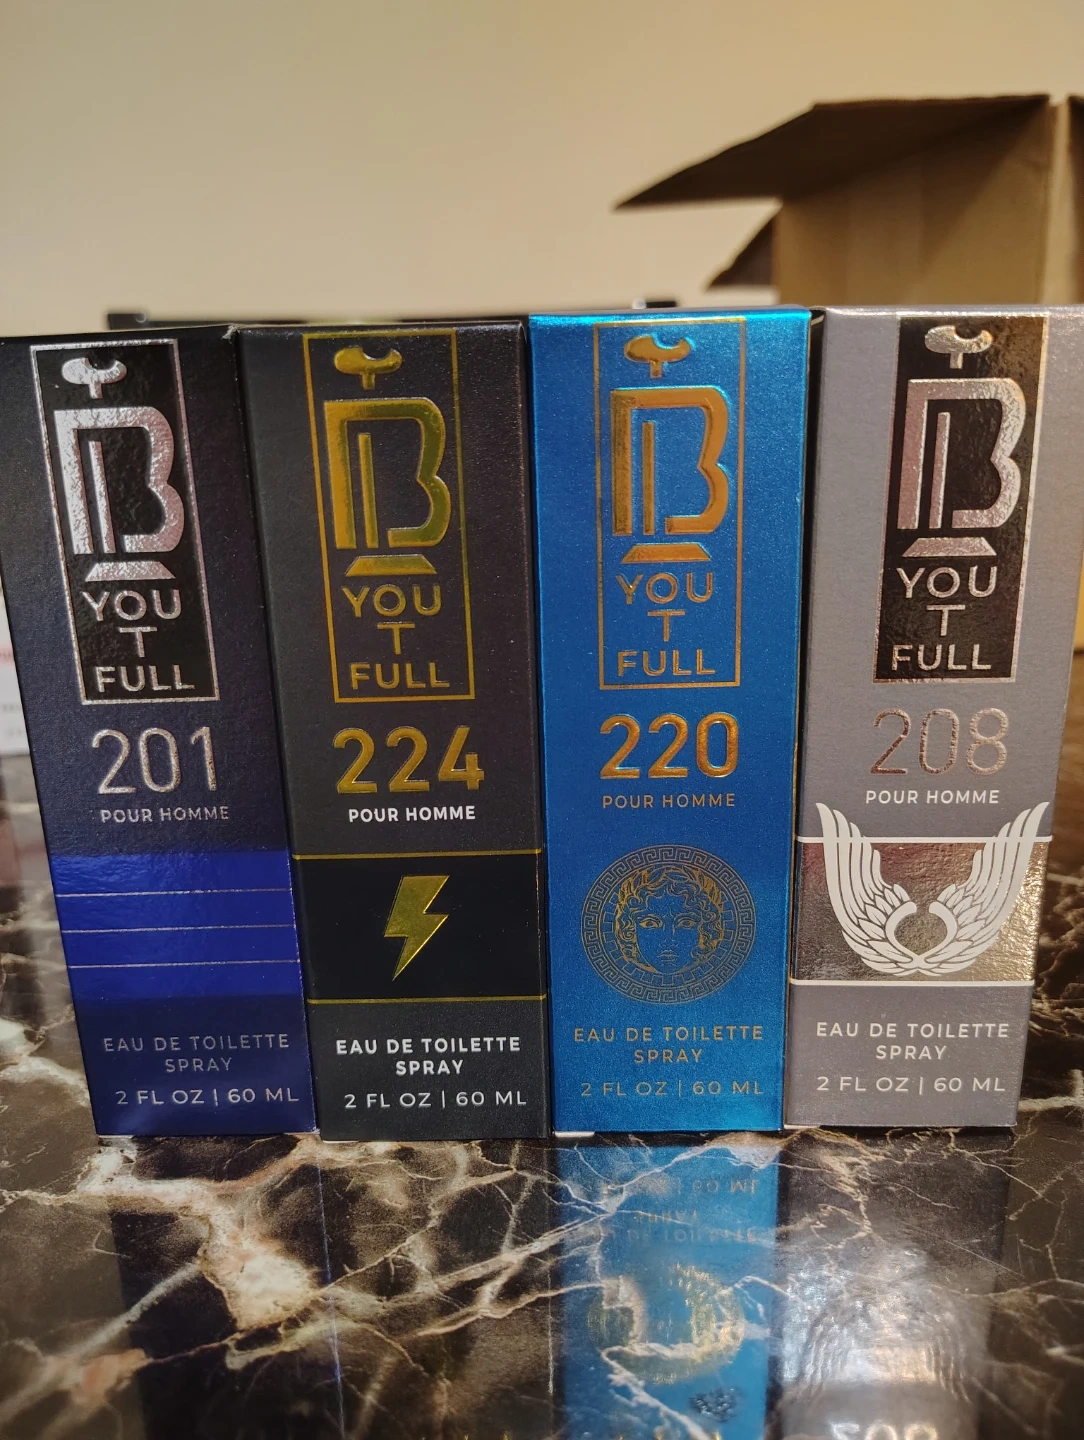 B
YOU
T
FULL
201
POUR HOMME
EAU DE TOILETTE
SPRAY
2 FL OZ | 60 ML
B
YOU
T
FULL
224
POUR HOMME
EAU DE TOILETTE
SPRAY
2 FL OZ | 60 ML
B
YOU
T
FULL
220
POUR HOMME
EAU DE TOILETTE
SPRAY
2 FL OZ | 60 ML
B
YOU
T
FULL
208
POUR HOMME
EAU DE TOILETTE
SPRAY
2 FL OZ | 60 ML